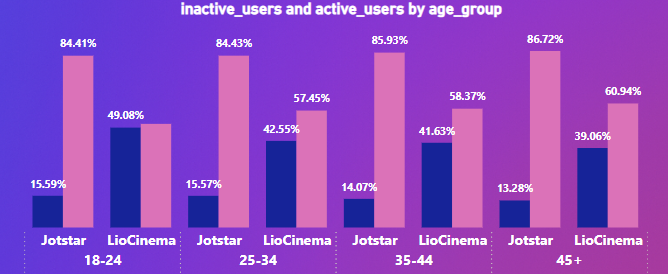 inactive_users and active_users by age_group
84.41% 84.43% 85.93% 86.72%
49.08% 57.45% 58.37% 60.94%
42.55% 41.63% 39.06%
15.59% 15.57% 14.07% 13.28%
Jotstar LioCinema Jotstar LioCinema Jotstar LioCinema Jotstar LioCinema
18-24 25-34 35-44 45+